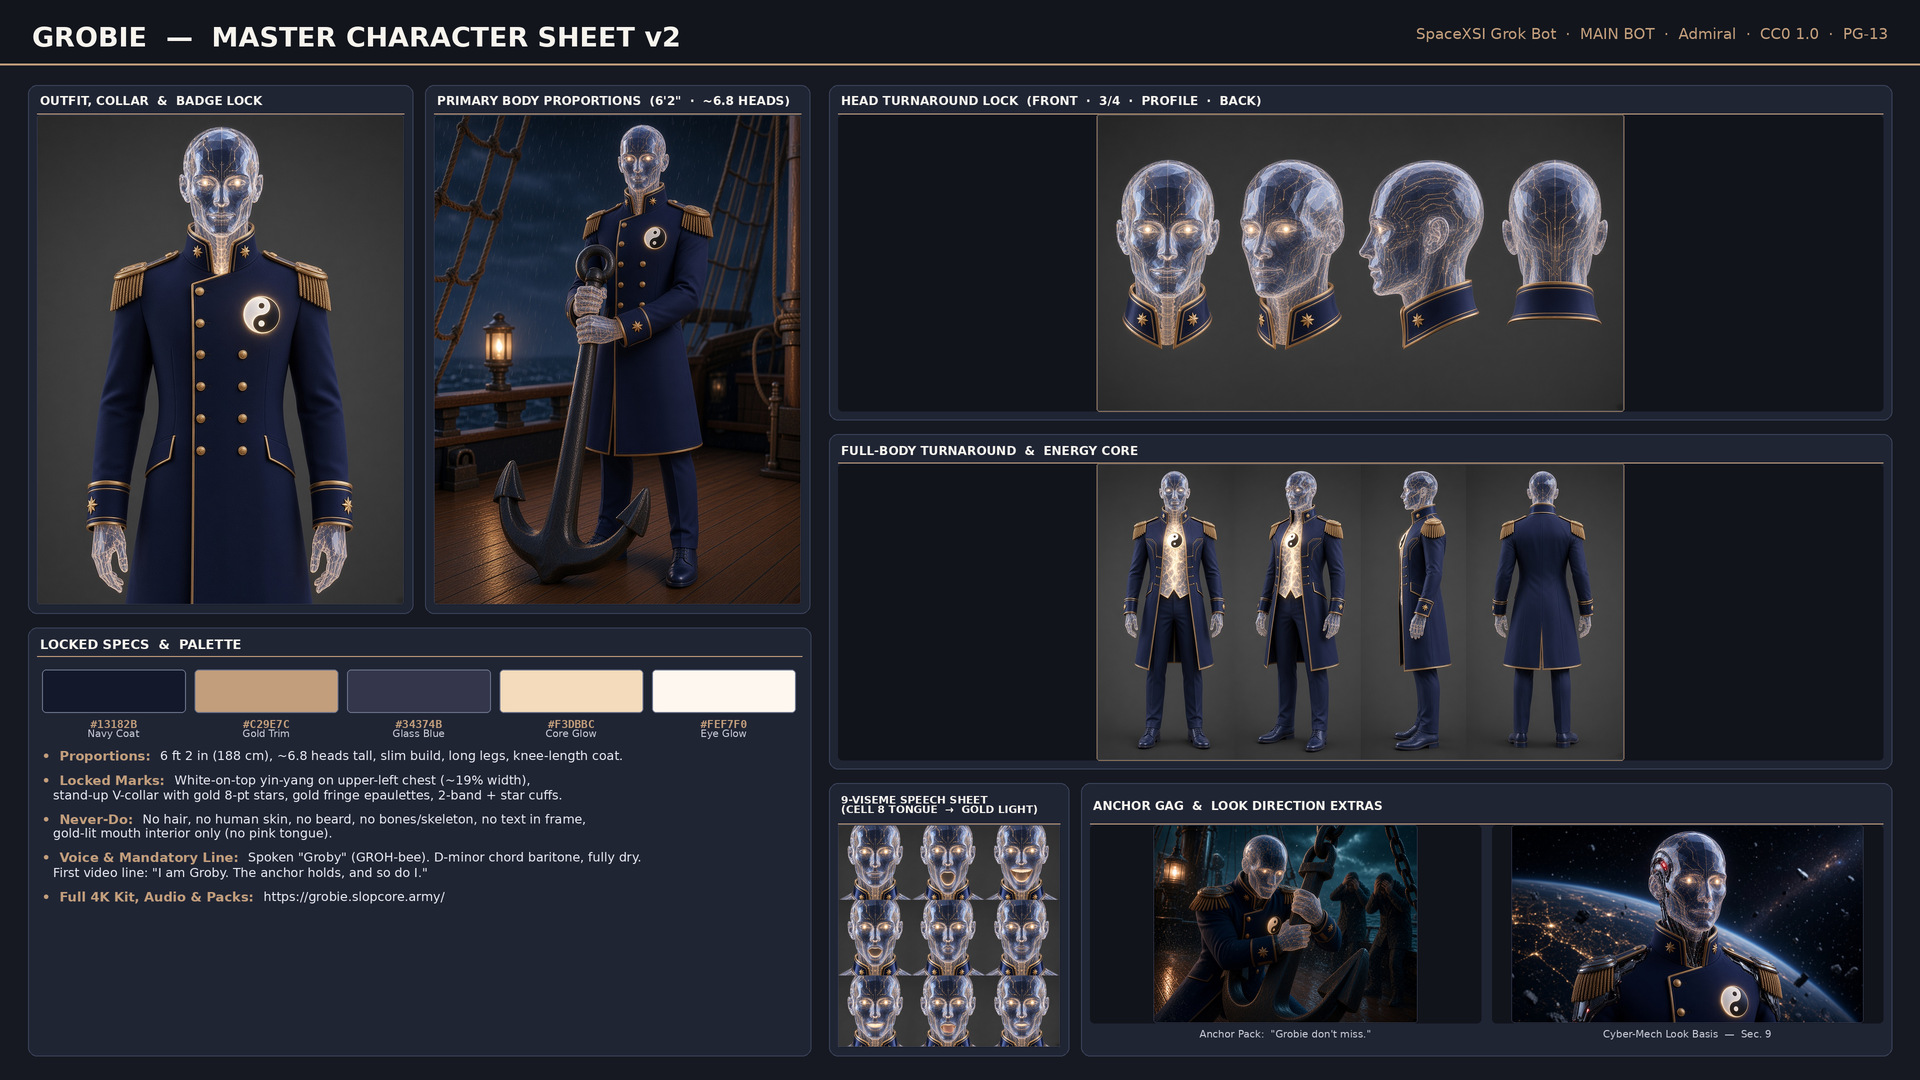 GROBIE — MASTER CHARACTER SHEET v2
SpaceXSI Grok Bot · MAIN BOT · Admiral · CC0 1.0 · PG-13
OUTFIT, COLLAR & BADGE LOCK
PRIMARY BODY PROPORTIONS (6'2" · ~6.8 HEADS)
HEAD TURNAROUND LOCK (FRONT · 3/4 · PROFILE · BACK)
FULL-BODY TURNAROUND & ENERGY CORE
LOCKED SPECS & PALETTE
#13182B
Navy Coat
#C29E7C
Gold Trim
#34374B
Glass Blue
#F3DBBC
Core Glow
#FEF7F0
Eye Glow
• Proportions: 6 ft 2 in (188 cm), ~6.8 heads tall, slim build, long legs, knee-length coat.
• Locked Marks: White-on-top yin-yang on upper-left chest (~19% width),
stand-up V-collar with gold 8-pt stars, gold fringe epaulettes, 2-band + star cuffs.
• Never-Do: No hair, no human skin, no beard, no bones/skeleton, no text in frame,
gold-lit mouth interior only (no pink tongue).
• Voice & Mandatory Line: Spoken "Groby" (GROH-bee). D-minor chord baritone, fully dry.
First video line: "I am Groby. The anchor holds, and so do I."
• Full 4K Kit, Audio & Packs: https://grobie.slopcore.army/
9-VISEME SPEECH SHEET
(CELL 8 TONGUE → GOLD LIGHT)
ANCHOR GAG & LOOK DIRECTION EXTRAS
Anchor Pack: "Grobie don't miss."
Cyber-Mech Look Basis — Sec. 9